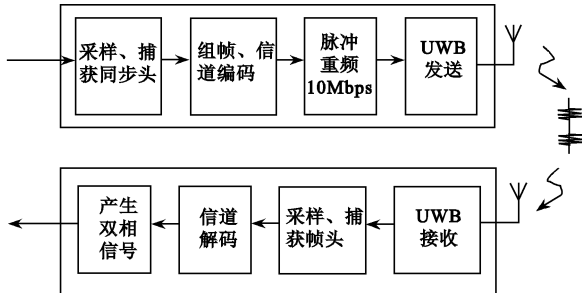 采样、捕
获同步头
组帧、信
道编码
脉冲
重频
10Mbps
UWB
发送
产生
双相
信号
信道
解码
采样、捕
获帧头
UWB
接收